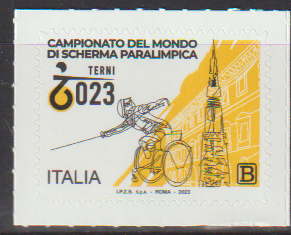 CAMPIONATO DEL MONDO
DI SCHERMA PARALIMPICA
TERNI
2023
ITALIA
B
I.P.Z.S. S.p.A. - ROMA - 2023